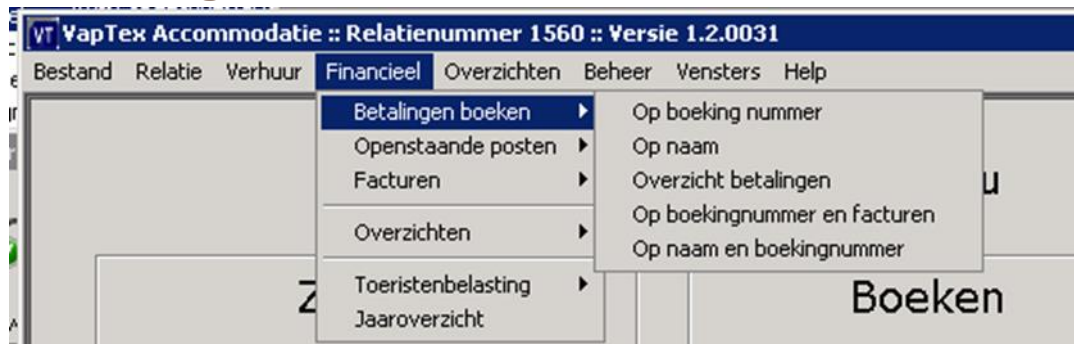 VT VapTex Accommodatie :: Relatienummer 1560 :: Versie 1.2.0031
Bestand Relatie Verhuur Financieel Overzichten Beheer Vensters Help
Betalingen boeken
Openstaande posten
Facturen
Overzichten
Toeristenbelasting
Jaaroverzicht
Op boeking nummer
Op naam
Overzicht betalingen
Op boekingnummer en facturen
Op naam en boekingnummer
Boeken